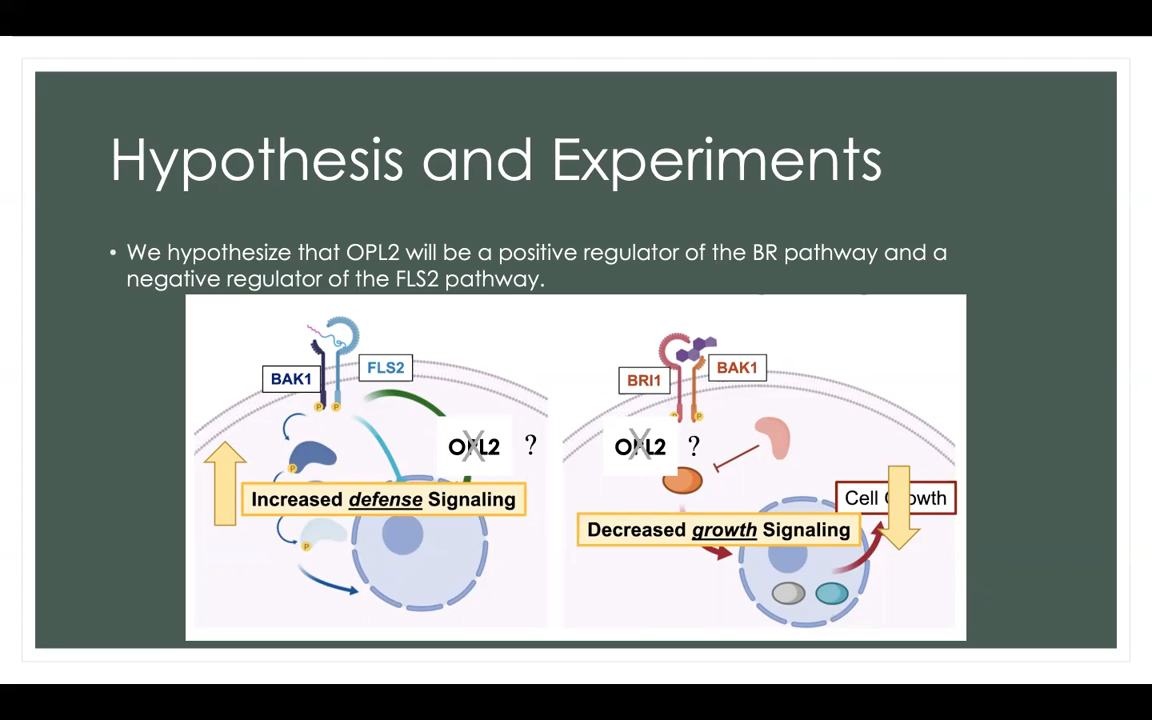 Hypothesis and Experiments
• We hypothesize that OPL2 will be a positive regulator of the BR pathway and a
negative regulator of the FLS2 pathway.
BAK1
FLS2
P P
OPL2 ?
P
Increased defense Signaling
P
BRI1
BAK1
P P
OPL2 ?
Cell Growth
Decreased growth Signaling